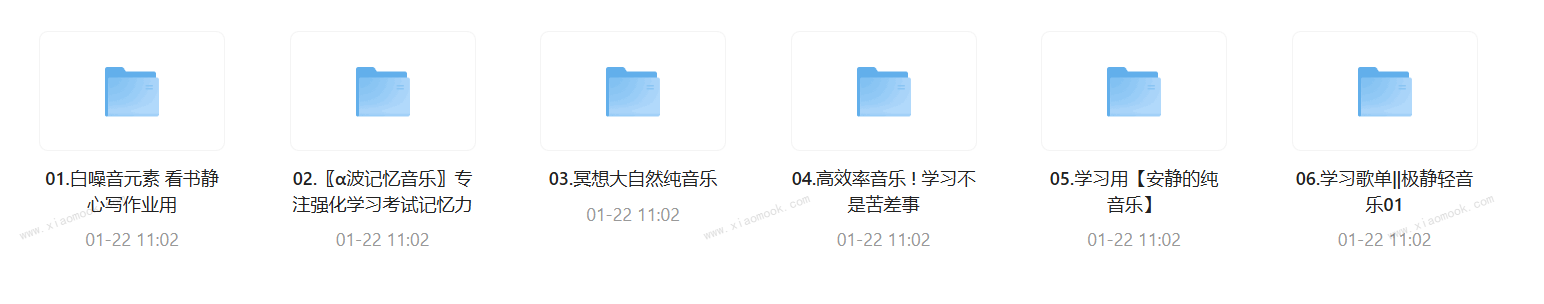 01.白噪音元素 看书静
心写作业用
01-22 11:02
02.〖α波记忆音乐〗专
注强化学习考试记忆力
01-22 11:02
03.冥想大自然纯音乐
01-22 11:02
04.高效率音乐！学习不
是苦差事
01-22 11:02
05.学习用【安静的纯
音乐】
01-22 11:02
06.学习歌单||极静轻音
乐01
01-22 11:02
www.xiaomook.com
www.xiaomook.com
www.xiaomook.com